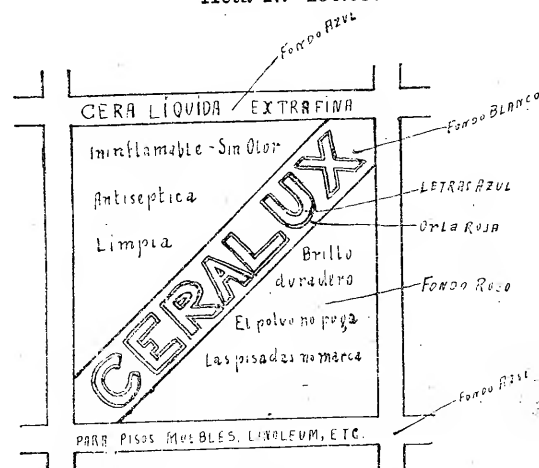 FONDO AZUL
CERA LÍQUIDA EXTRAFINA
FONDO BLANCO
Ininflamable - Sin Olor
Antiseptica
Limpia
CERALUX
LETRAS AZUL
Orla ROJA
Brillo
duradero
FONDO ROJO
El polvo no pega
Las pisadas no marca
FONDO AZUL
PARA PISOS MUEBLES, LINOLEUM, ETC.